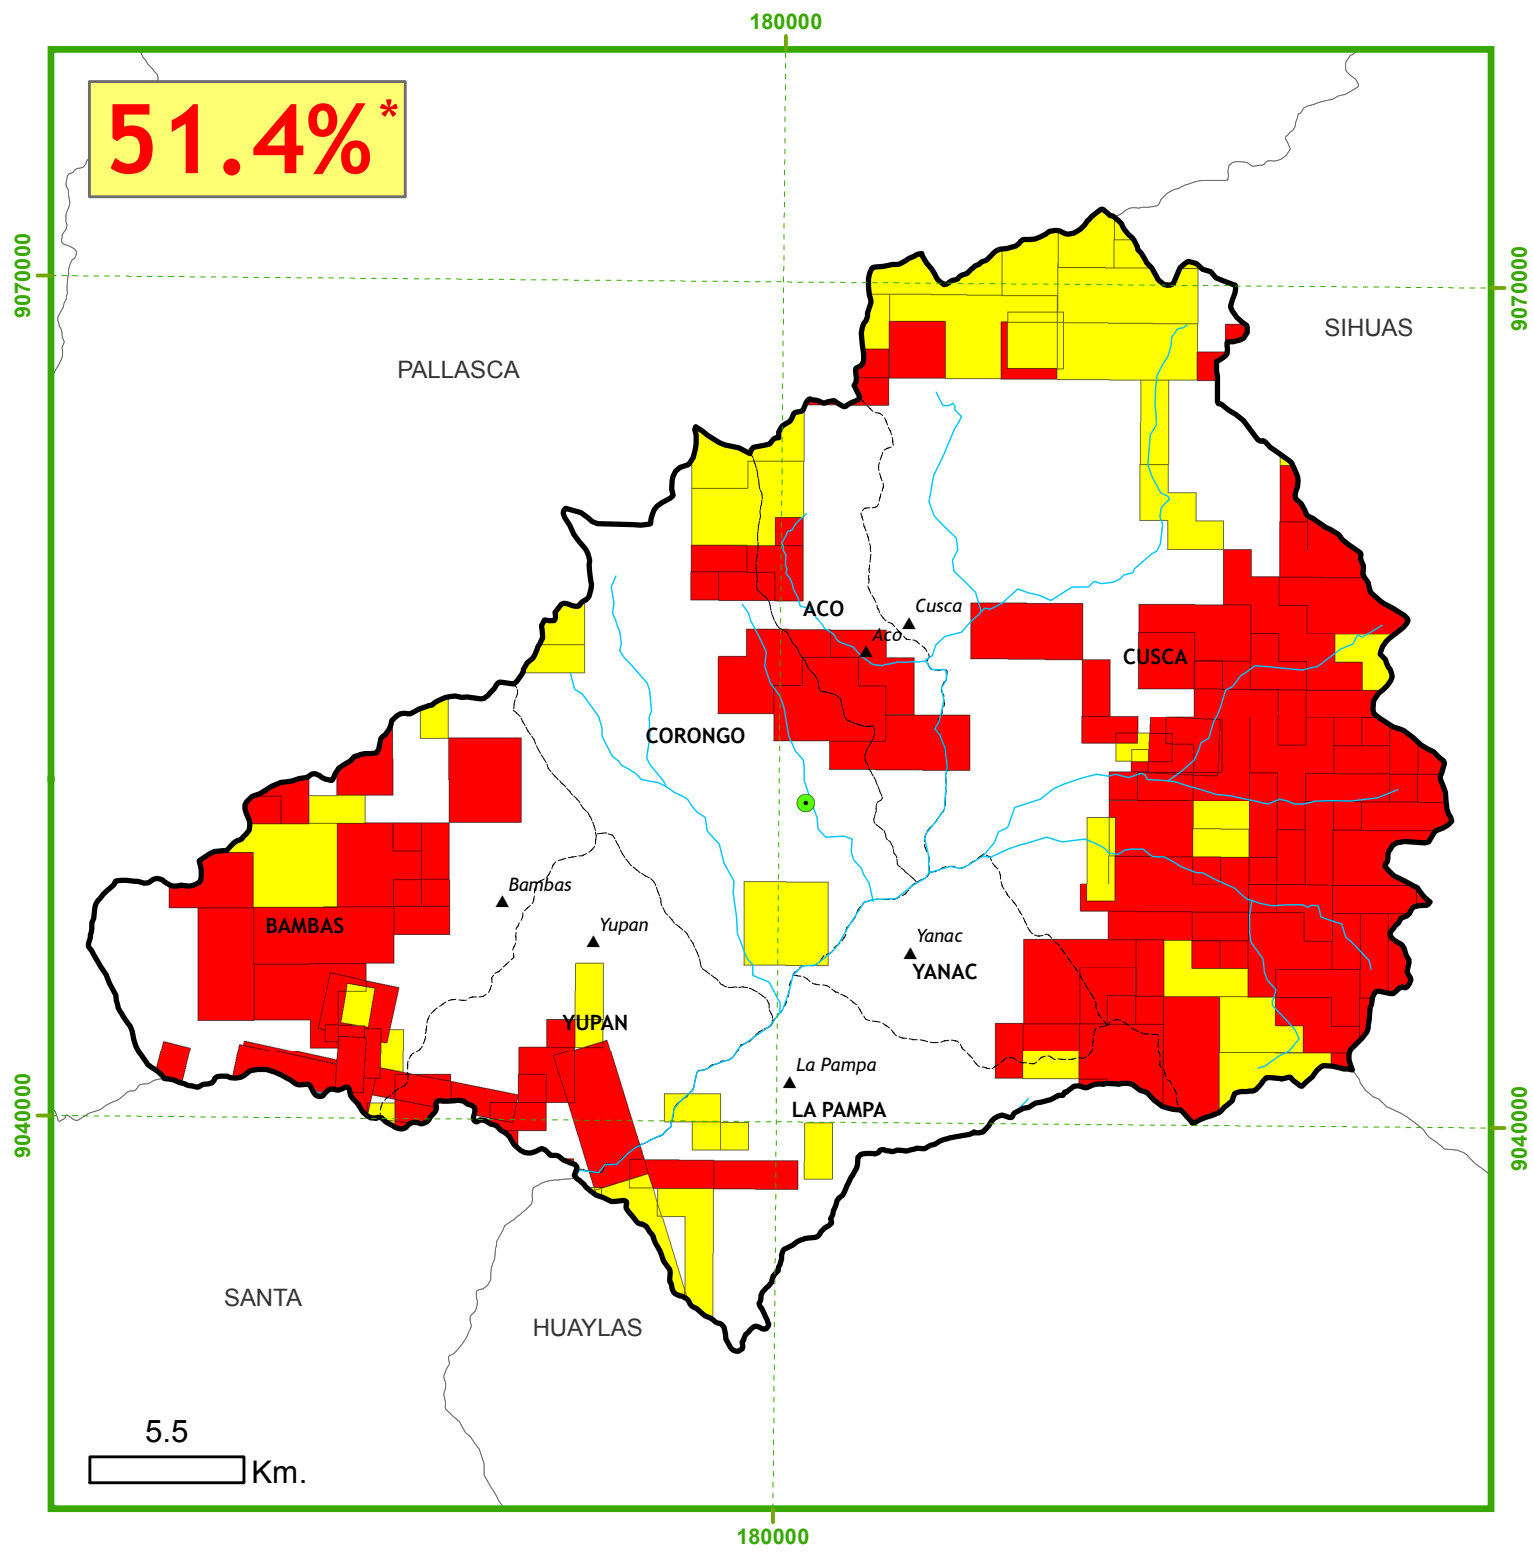 180000
51.4%*
9070000
9070000
SIHUAS
PALLASCA
Cusca
ACO
Aco
CUSCA
CORONGO
Bambas
BAMBAS
Yupan
Yanac
YANAC
YUPAN
La Pampa
LA PAMPA
9040000
9040000
SANTA
HUAYLAS
5.5
Km.
180000